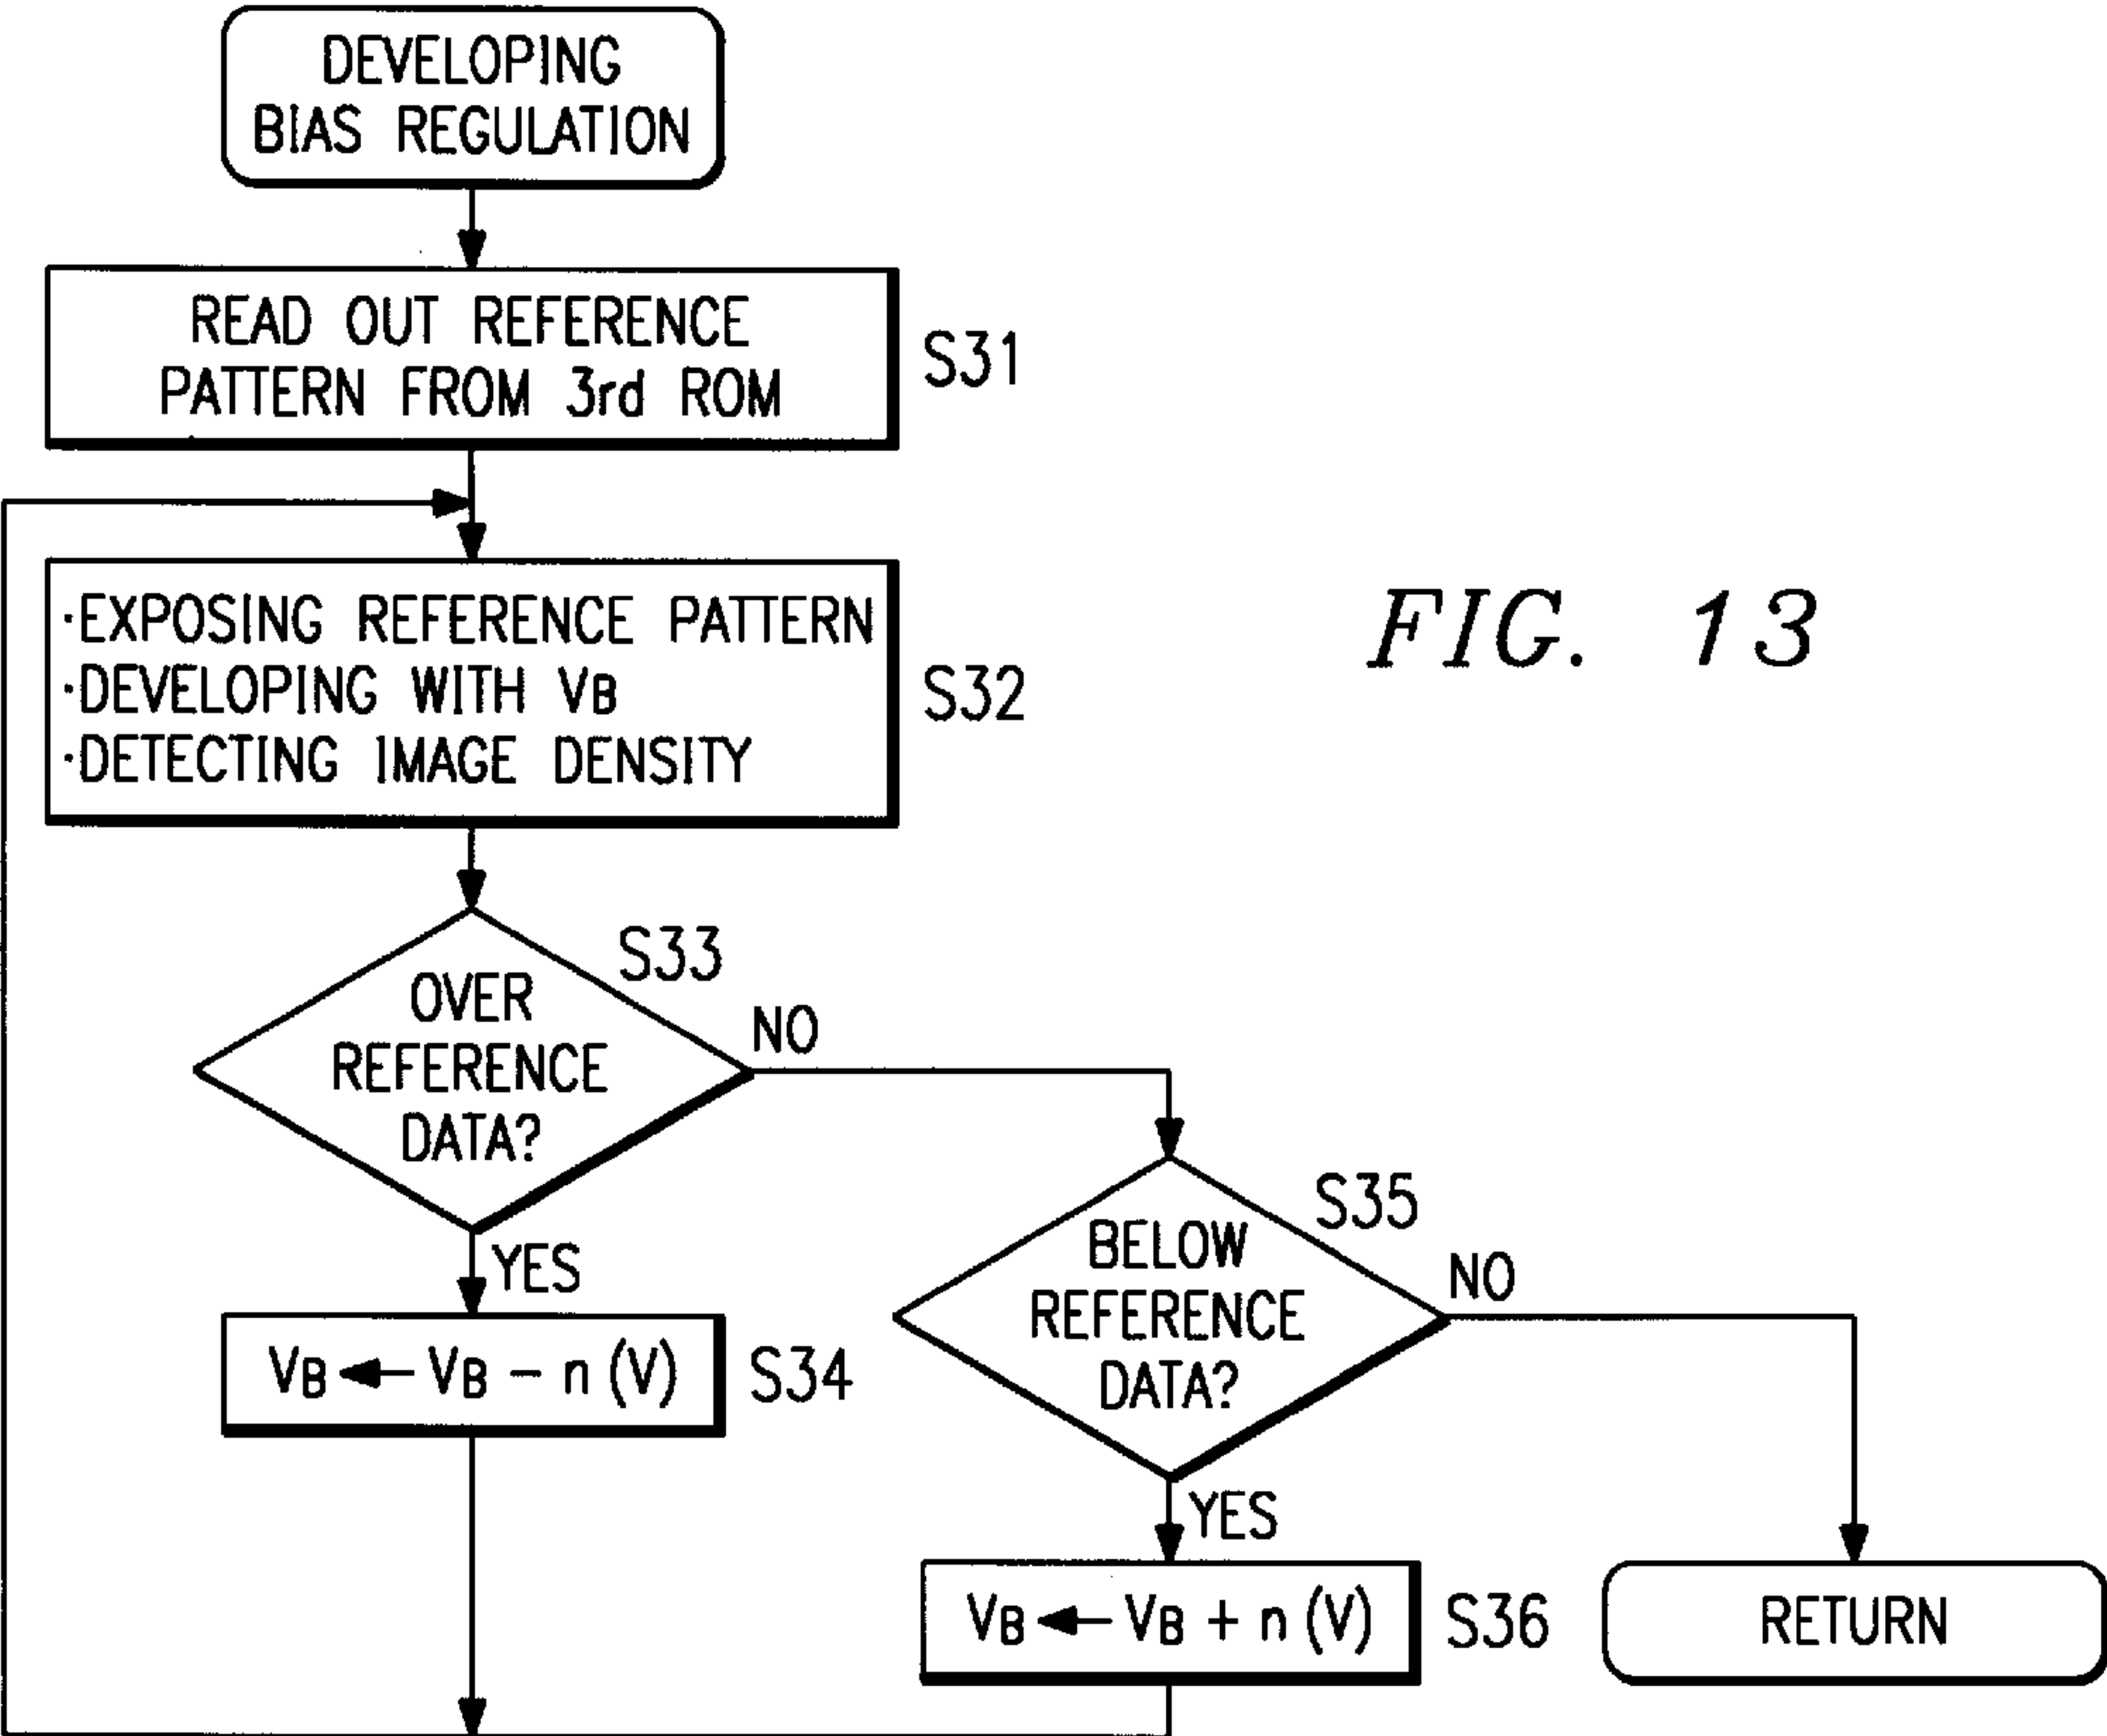 DEVELOPING
BIAS REGULATION
READ OUT REFERENCE
PATTERN FROM 3rd ROM
S31
·EXPOSING REFERENCE PATTERN
·DEVELOPING WITH VB
·DETECTING IMAGE DENSITY
S32
FIG. 13
S33
OVER
REFERENCE
DATA?
NO
YES
VB ← VB − n (V)
S34
S35
BELOW
REFERENCE
DATA?
NO
YES
VB ← VB + n (V)
S36
RETURN